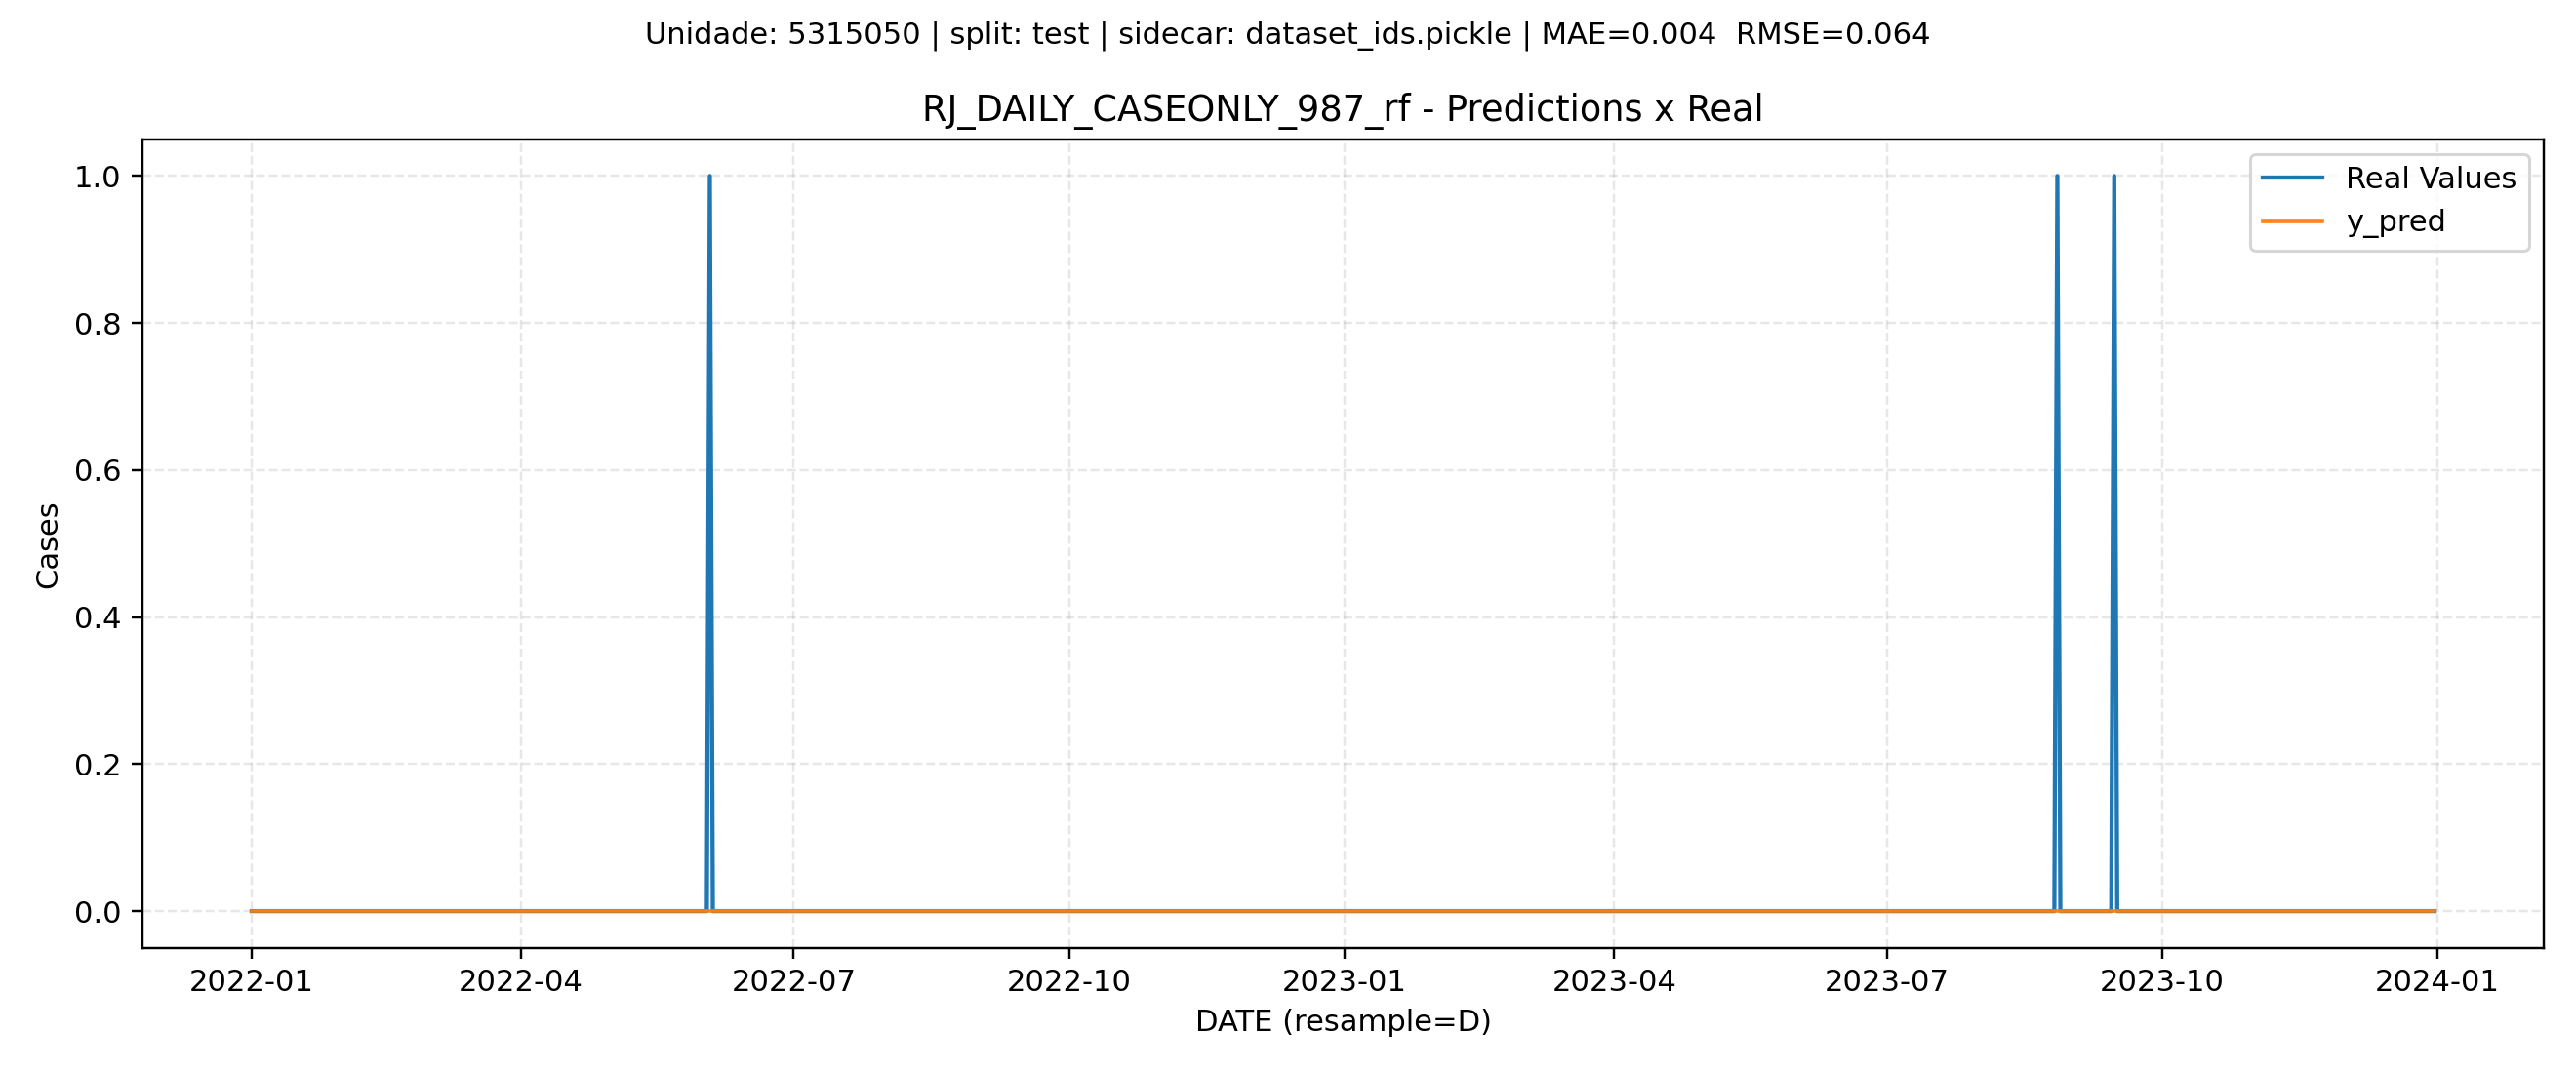 Unidade: 5315050 | split: test | sidecar: dataset_ids.pickle | MAE=0.004  RMSE=0.064
RJ_DAILY_CASEONLY_987_rf - Predictions x Real
Real Values
y_pred
Cases
1.0
0.8
0.6
0.4
0.2
0.0
2022-01
2022-04
2022-07
2022-10
2023-01
2023-04
2023-07
2023-10
2024-01
DATE (resample=D)